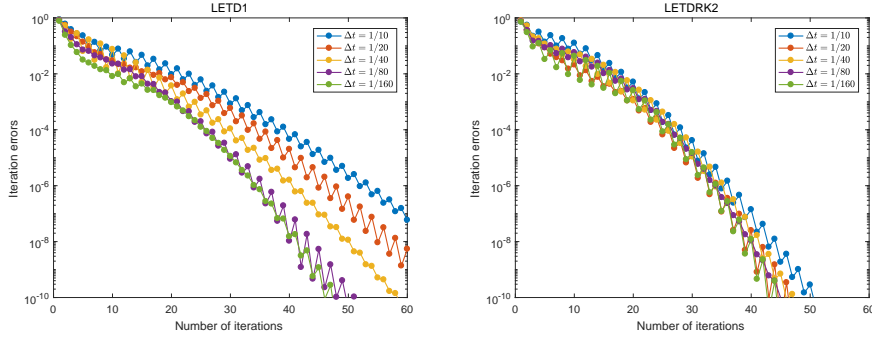 LETD1
10^0
10^-2
10^-4
10^-6
10^-8
10^-10
Iteration errors
0 10 20 30 40 50 60
Number of iterations
Δt = 1/10
Δt = 1/20
Δt = 1/40
Δt = 1/80
Δt = 1/160
LETDRK2
10^0
10^-2
10^-4
10^-6
10^-8
10^-10
Iteration errors
0 10 20 30 40 50 60
Number of iterations
Δt = 1/10
Δt = 1/20
Δt = 1/40
Δt = 1/80
Δt = 1/160